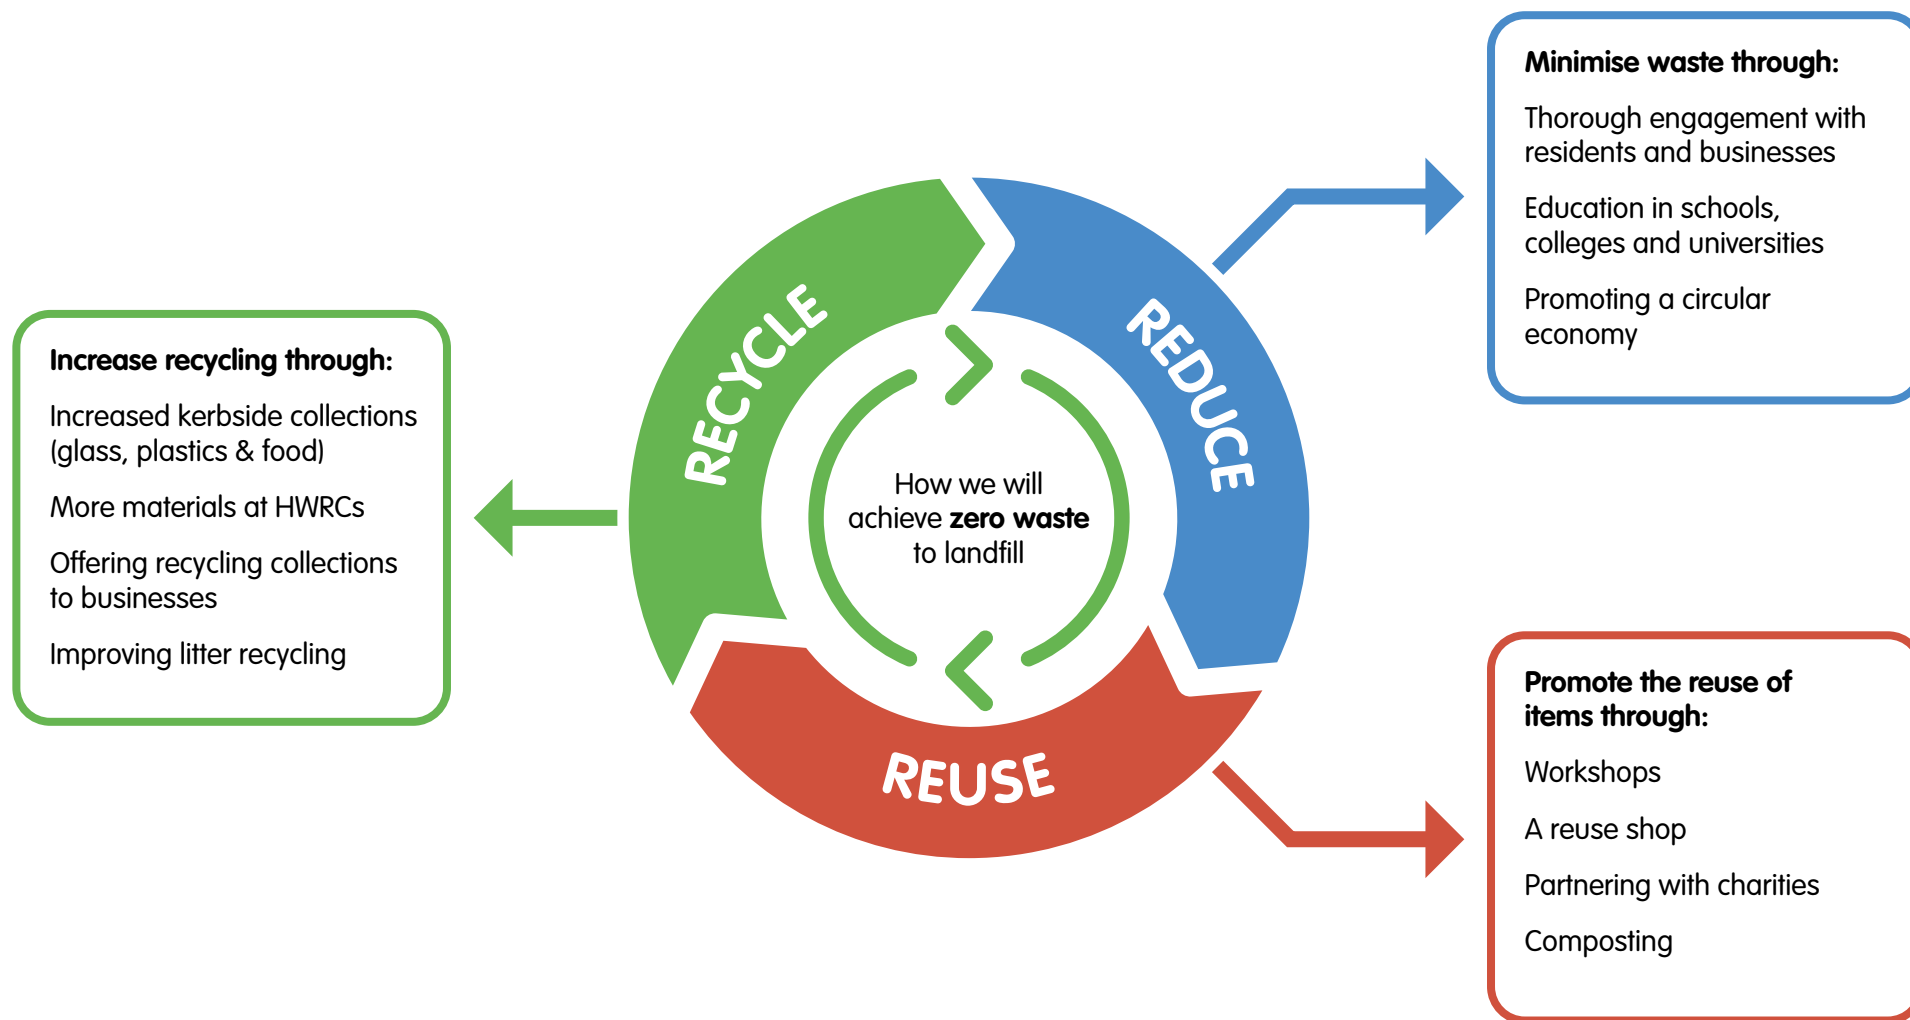 Increase recycling through:
Increased kerbside collections
(glass, plastics & food)
More materials at HWRCs
Offering recycling collections
to businesses
Improving litter recycling
RECYCLE
REDUCE
REUSE
How we will
achieve zero waste
to landfill
Minimise waste through:
Thorough engagement with
residents and businesses
Education in schools,
colleges and universities
Promoting a circular
economy
Promote the reuse of
items through:
Workshops
A reuse shop
Partnering with charities
Composting